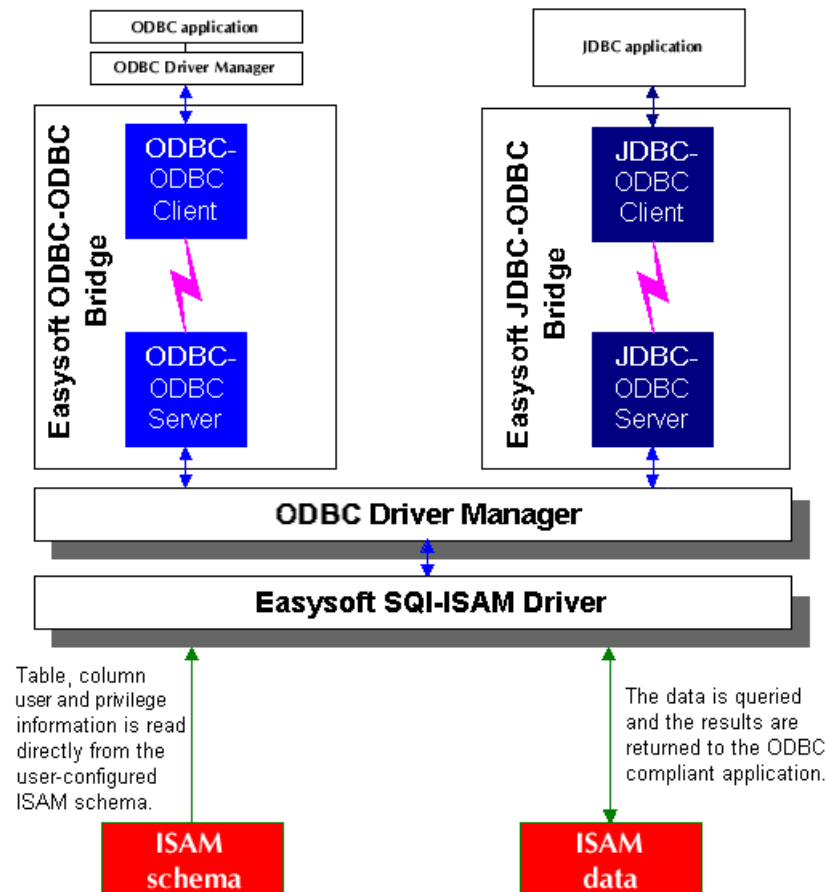 ODBC application
ODBC Driver Manager
JDBC application
Easysoft ODBC-ODBC
Bridge
ODBC-
ODBC
Client
ODBC-
ODBC
Server
Easysoft JDBC-ODBC
Bridge
JDBC-
ODBC
Client
JDBC-
ODBC
Server
ODBC Driver Manager
Easysoft SQI-ISAM Driver
Table, column
user and privilege
information is read
directly from the
user-configured
ISAM schema.
The data is queried
and the results are
returned to the ODBC
compliant application.
ISAM
schema
ISAM
data